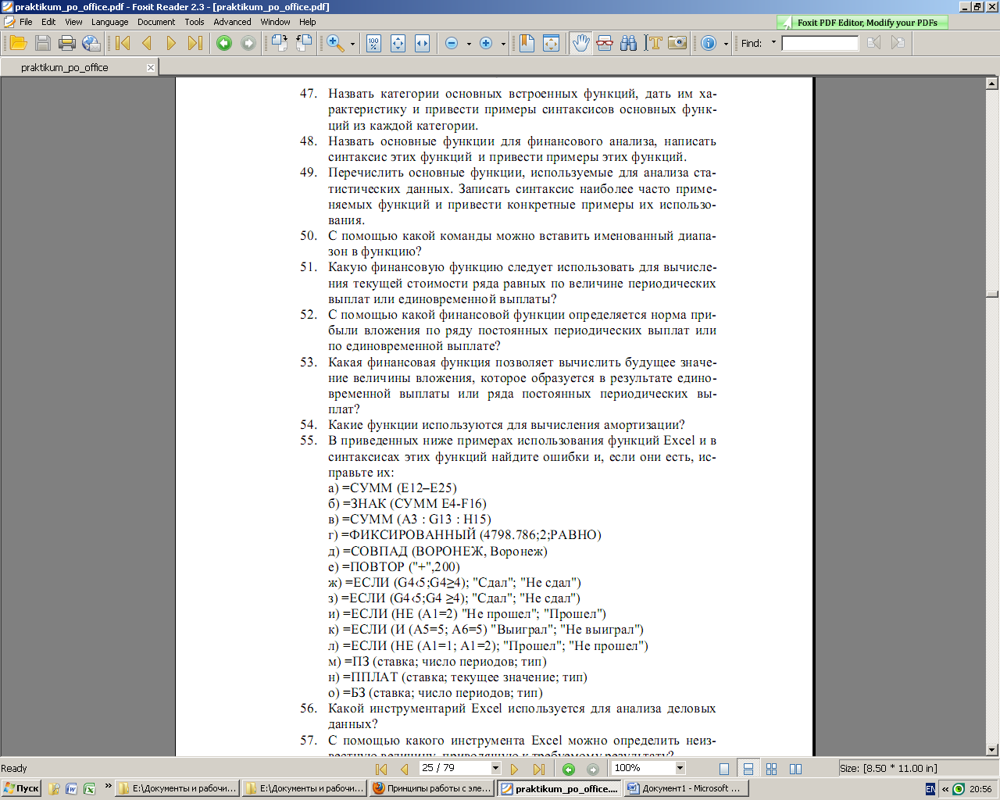 praktikum_po_office.pdf - Foxit Reader 2.3 - [praktikum_po_office.pdf]
File Edit View Language Document Tools Advanced Window Help
Foxit PDF Editor, Modify your PDFs
Find:
praktikum_po_office
47. Назвать категории основных встроенных функций, дать им ха-
рактеристику и привести примеры синтаксисов основных функ-
ций из каждой категории.
48. Назвать основные функции для финансового анализа, написать
синтаксис этих функций и привести примеры этих функций.
49. Перечислить основные функции, используемые для анализа ста-
тистических данных. Записать синтаксис наиболее часто приме-
няемых функций и привести конкретные примеры их использо-
вания.
50. С помощью какой команды можно вставить именованный диапа-
зон в функцию?
51. Какую финансовую функцию следует использовать для вычисле-
ния текущей стоимости ряда равных по величине периодических
выплат или единовременной выплаты?
52. С помощью какой финансовой функции определяется норма при-
были вложения по ряду постоянных периодических выплат или
по единовременной выплате?
53. Какая финансовая функция позволяет вычислить будущее значе-
ние величины вложения, которое образуется в результате едино-
временной выплаты или ряда постоянных периодических вы-
плат?
54. Какие функции используются для вычисления амортизации?
55. В приведенных ниже примерах использования функций Excel и в
синтаксисах этих функций найдите ошибки и, если они есть, ис-
правьте их:
а) =СУММ (E12–E25)
б) =ЗНАК (СУММ E4-F16)
в) =СУММ (A3 : G13 : H15)
г) =ФИКСИРОВАННЫЙ (4798.786;2;РАВНО)
д) =СОВПАД (ВОРОНЕЖ, Воронеж)
е) =ПОВТОР ("+",200)
ж) =ЕСЛИ (G4‹5;G4≥4); "Сдал"; "Не сдал")
з) =ЕСЛИ (G4‹5;G4 ≥4); "Сдал"; "Не сдал")
и) =ЕСЛИ (НЕ (A1=2) "Не прошел"; "Прошел")
к) =ЕСЛИ (И (A5=5; A6=5) "Выиграл"; "Не выиграл")
л) =ЕСЛИ (НЕ (A1=1; A1=2); "Прошел"; "Не прошел")
м) =ПЗ (ставка; число периодов; тип)
н) =ППЛАТ (ставка; текущее значение; тип)
о) =БЗ (ставка; число периодов; тип)
56. Какой инструментарий Excel используется для анализа деловых
данных?
57. С помощью какого инструмента Excel можно определить неиз-
вестную величину, приводящую к требуемому результату?
Ready 25 / 79 100% Size: [8.50 * 11.00 in]
Пуск » E:\Документы и рабочи... E:\Документы и рабочи... Принципы работы с эле... praktikum_po_office.... Документ1 - Microsoft ... EN « 20:56